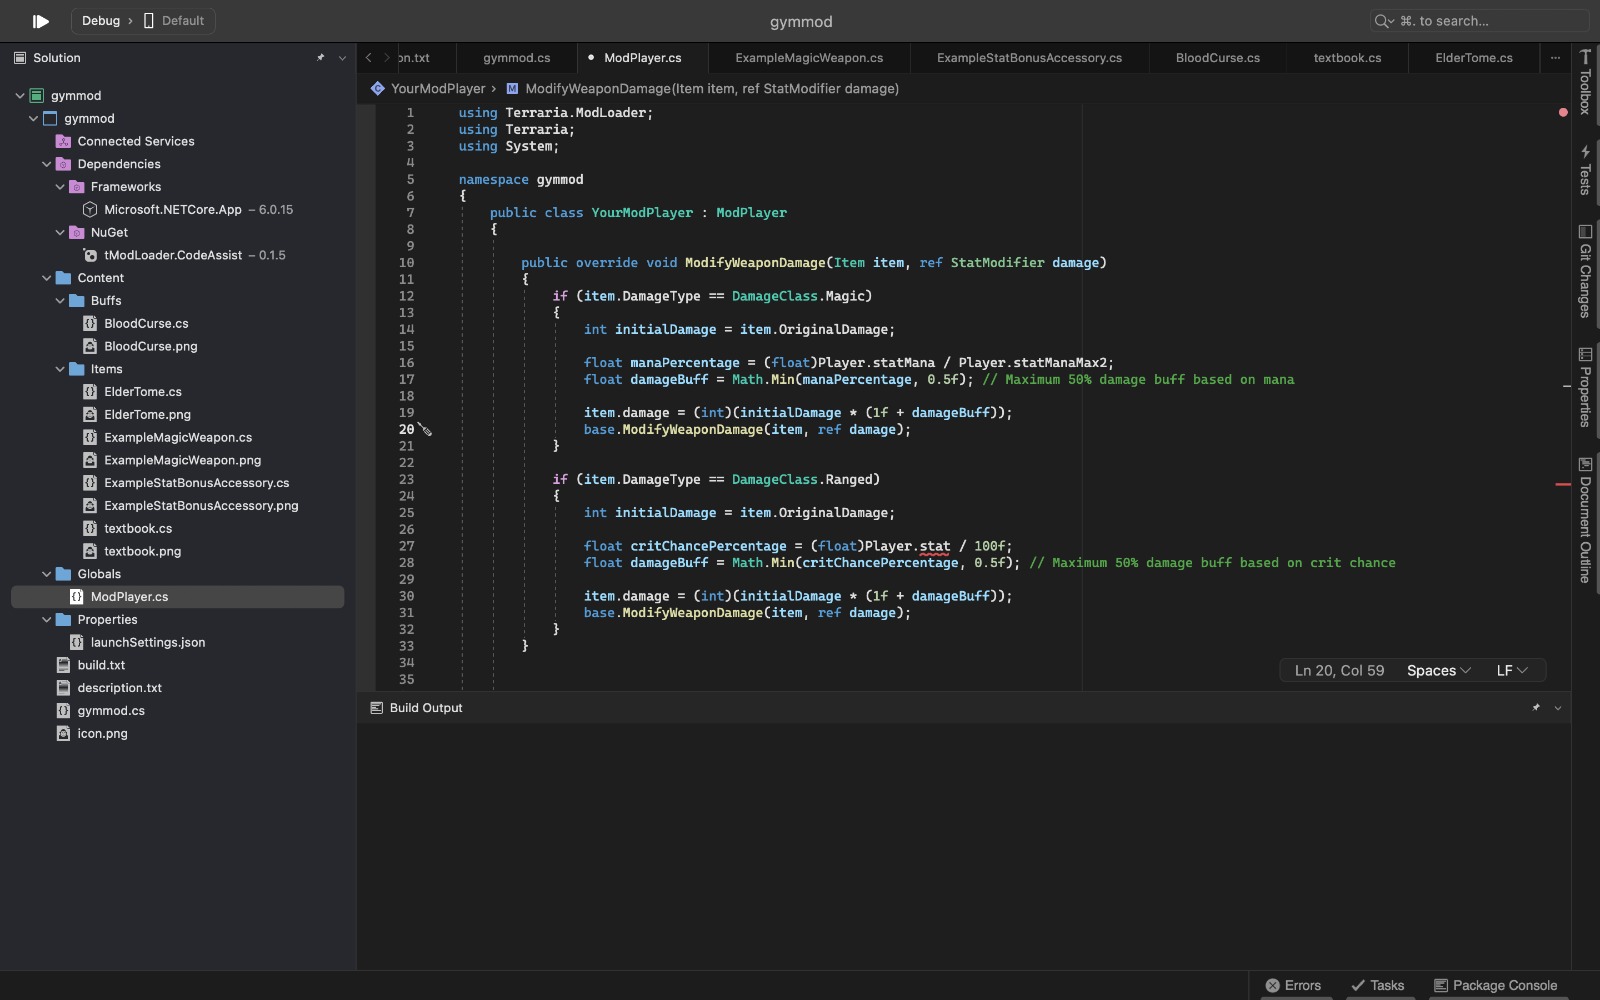 Debug › Default
gymmod
⌘. to search...
Solution
gymmod
gymmod
Connected Services
Dependencies
Frameworks
Microsoft.NETCore.App – 6.0.15
NuGet
tModLoader.CodeAssist – 0.1.5
Content
Buffs
BloodCurse.cs
BloodCurse.png
Items
ElderTome.cs
ElderTome.png
ExampleMagicWeapon.cs
ExampleMagicWeapon.png
ExampleStatBonusAccessory.cs
ExampleStatBonusAccessory.png
textbook.cs
textbook.png
Globals
ModPlayer.cs
Properties
launchSettings.json
build.txt
description.txt
gymmod.cs
icon.png
on.txt gymmod.cs ModPlayer.cs ExampleMagicWeapon.cs ExampleStatBonusAccessory.cs BloodCurse.cs textbook.cs ElderTome.cs ...
YourModPlayer › M ModifyWeaponDamage(Item item, ref StatModifier damage)
1 using Terraria.ModLoader;
2 using Terraria;
3 using System;
4
5 namespace gymmod
6 {
7 public class YourModPlayer : ModPlayer
8 {
9
10 public override void ModifyWeaponDamage(Item item, ref StatModifier damage)
11 {
12 if (item.DamageType == DamageClass.Magic)
13 {
14 int initialDamage = item.OriginalDamage;
15
16 float manaPercentage = (float)Player.statMana / Player.statManaMax2;
17 float damageBuff = Math.Min(manaPercentage, 0.5f); // Maximum 50% damage buff based on mana
18
19 item.damage = (int)(initialDamage * (1f + damageBuff));
20 base.ModifyWeaponDamage(item, ref damage);
21 }
22
23 if (item.DamageType == DamageClass.Ranged)
24 {
25 int initialDamage = item.OriginalDamage;
26
27 float critChancePercentage = (float)Player.stat / 100f;
28 float damageBuff = Math.Min(critChancePercentage, 0.5f); // Maximum 50% damage buff based on crit chance
29
30 item.damage = (int)(initialDamage * (1f + damageBuff));
31 base.ModifyWeaponDamage(item, ref damage);
32 }
33 }
34
35
Ln 20, Col 59 Spaces LF
Build Output
Toolbox
Tests
Git Changes
Properties
Document Outline
Errors Tasks Package Console